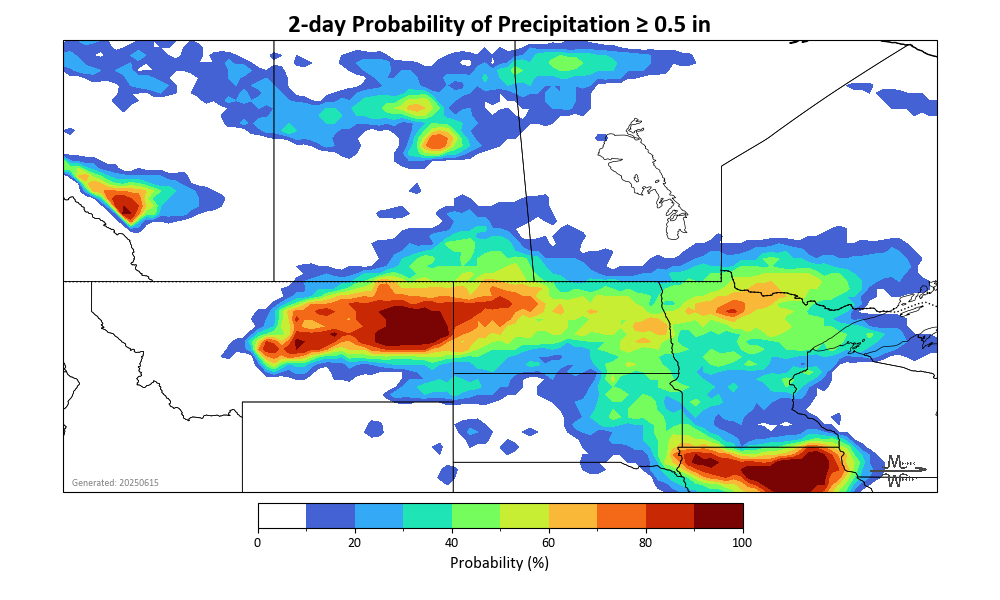 2-day Probability of Precipitation ≥ 0.5 in
Generated: 20250615
0 20 40 60 80 100
Probability (%)